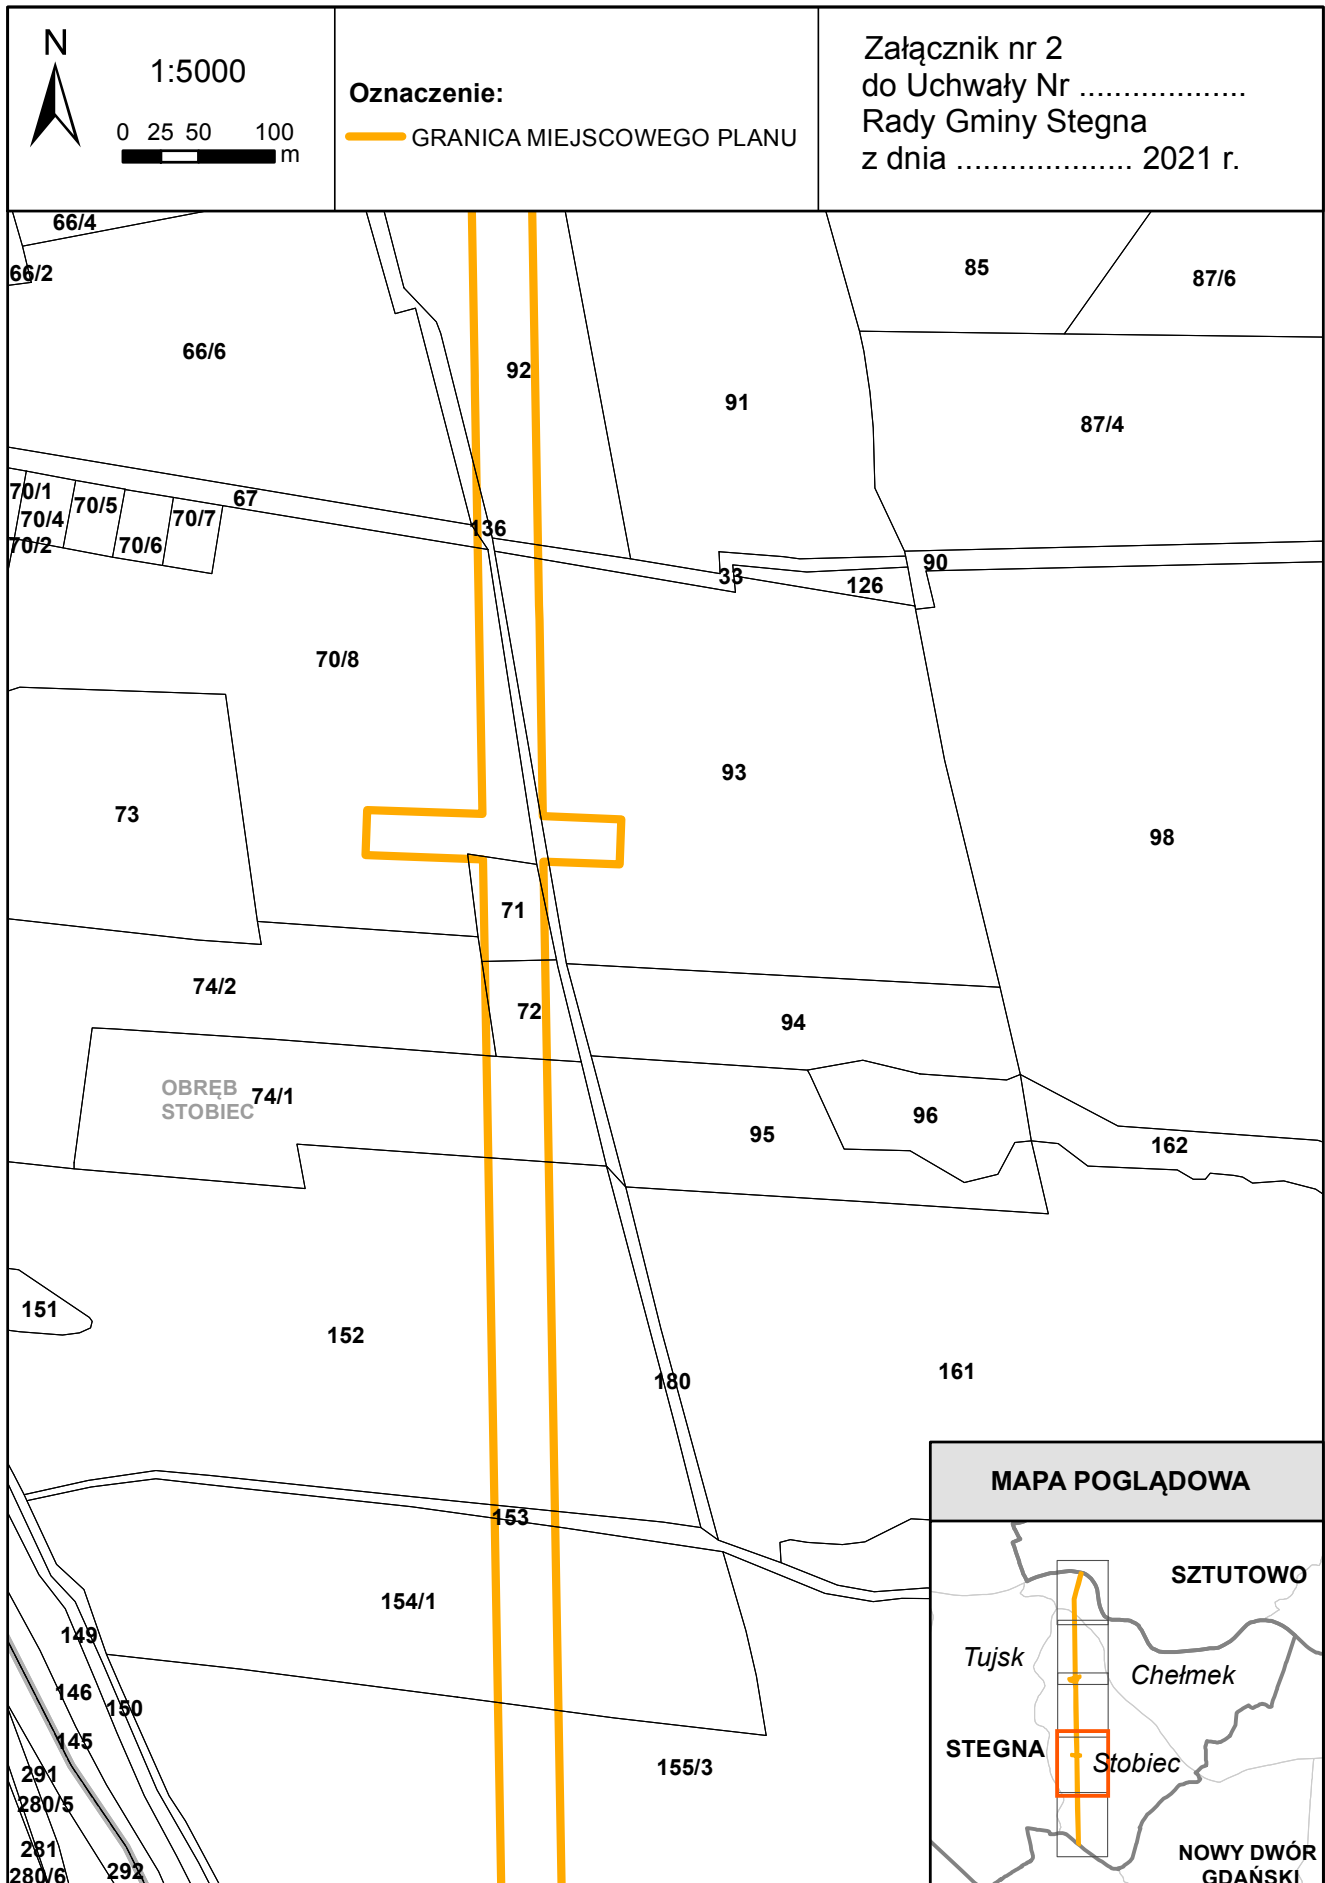 N
1:5000
0 25 50 100
m
Oznaczenie:
GRANICA MIEJSCOWEGO PLANU
Załącznik nr 2
do Uchwały Nr ...................
Rady Gminy Stegna
z dnia .................... 2021 r.
66/4
66/2
85
87/6
66/6
92
91
87/4
70/1
70/4
70/5
67
70/7
70/2
70/6
136
33
126
90
70/8
93
73
98
71
74/2
72
94
OBRĘB
STOBIEC
74/1
95
96
162
151
152
180
161
153
154/1
149
146
150
145
291
280/5
281
280/6
292
155/3
MAPA POGLĄDOWA
SZTUTOWO
Tujsk
Chełmek
STEGNA
Stobiec
NOWY DWÓR
GDAŃSKI